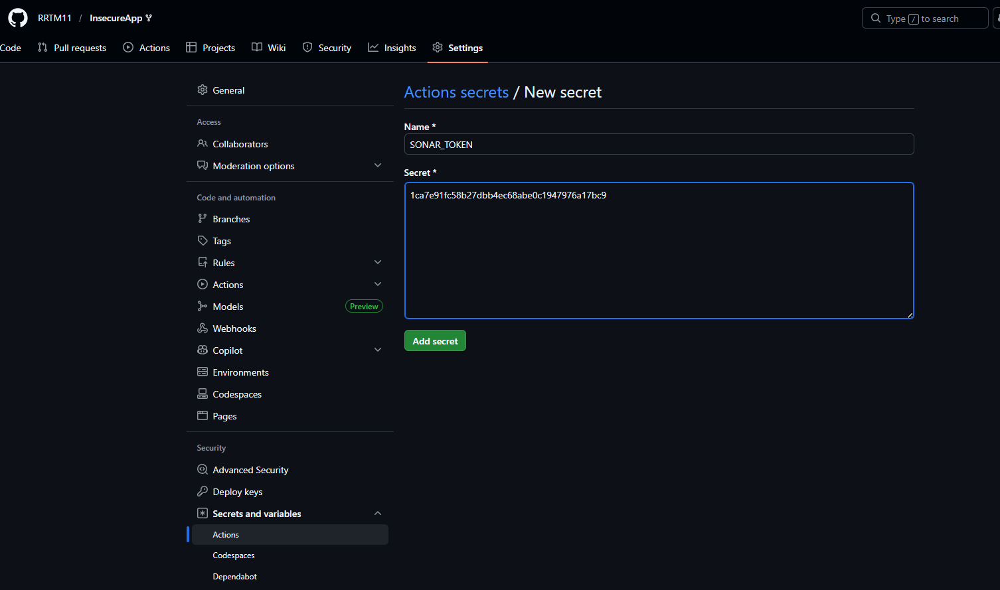 RRTM11 / InsecureApp
Type / to search
Code Pull requests Actions Projects Wiki Security Insights Settings
General
Access
Collaborators
Moderation options
Code and automation
Branches
Tags
Rules
Actions
Models Preview
Webhooks
Copilot
Environments
Codespaces
Pages
Security
Advanced Security
Deploy keys
Secrets and variables
Actions
Codespaces
Dependabot
Actions secrets / New secret
Name *
SONAR_TOKEN
Secret *
1ca7e91fc58b27dbb4ec68abe0c1947976a17bc9
Add secret